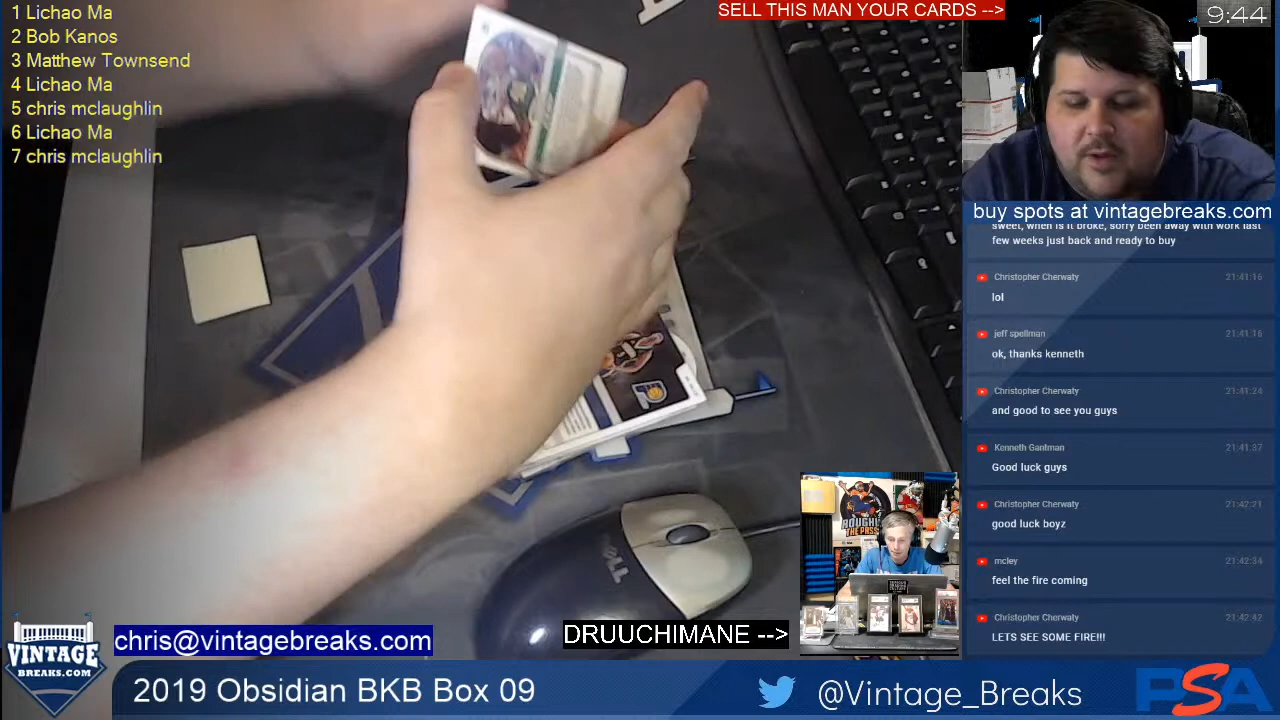 1 Lichao Ma
2 Bob Kanos
3 Matthew Townsend
4 Lichao Ma
5 chris mclaughlin
6 Lichao Ma
7 chris mclaughlin
SELL THIS MAN YOUR CARDS -->
9:44
buy spots at vintagebreaks.com
sweet, when is it broke, sorry been away with work last
few weeks just back and ready to buy
Christopher Cherwaty 21:41:16
lol
jeff spellman 21:41:16
ok, thanks kenneth
Christopher Cherwaty 21:41:24
and good to see you guys
Kenneth Gantman 21:41:37
Good luck guys
Christopher Cherwaty 21:42:21
good luck boyz
mcley 21:42:34
feel the fire coming
Christopher Cherwaty 21:42:42
LETS SEE SOME FIRE!!!
DELL
ROUGHING
THE PASS
DRUUCHIMANE -->
chris@vintagebreaks.com
VINTAGE
BREAKS.COM
2019 Obsidian BKB Box 09
@Vintage_Breaks
PSA